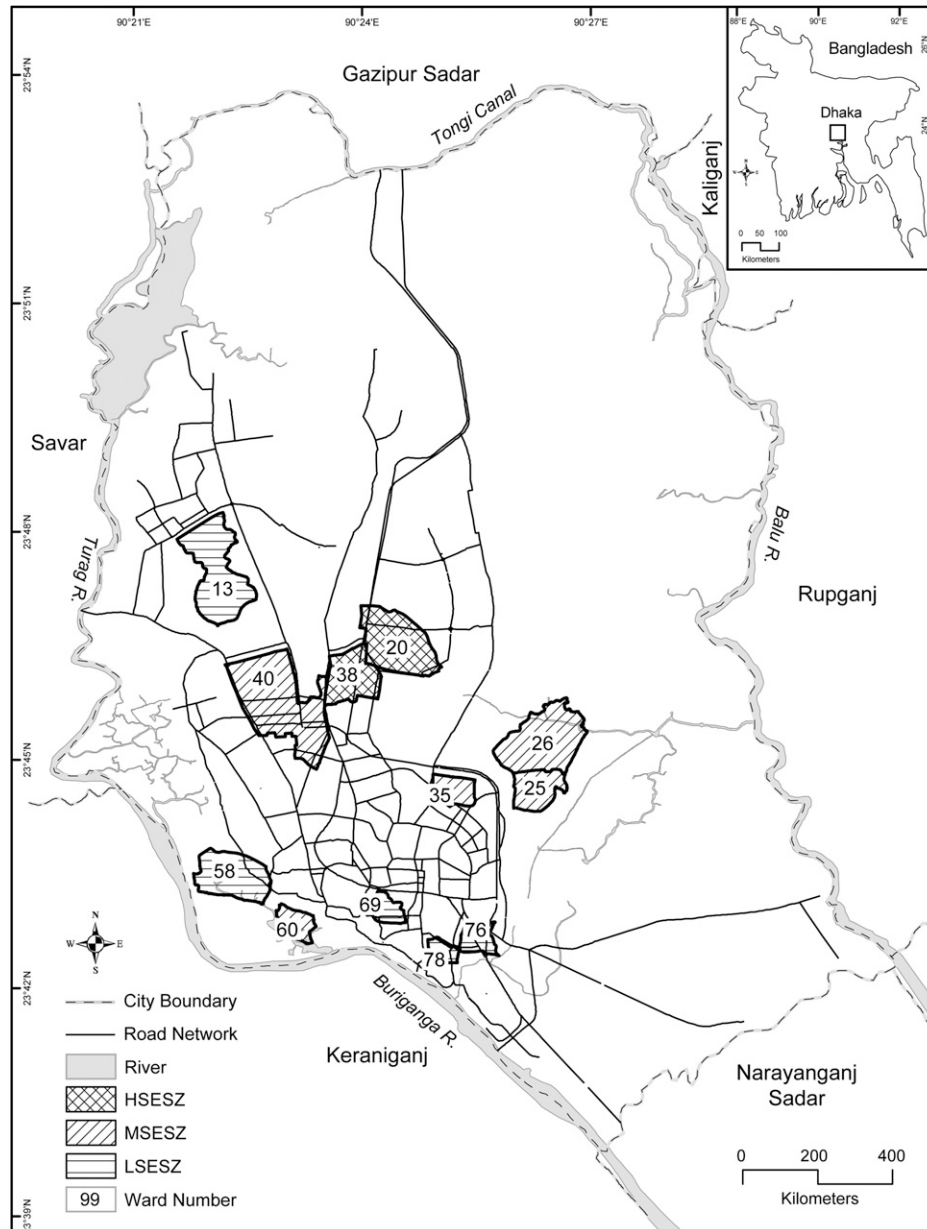 90°21'E
90°24'E
90°27'E
88°E
90°E
92°E
26°N
24°N
Bangladesh
Dhaka
0 50 100
Kilometers
23°54'N
23°51'N
23°48'N
23°45'N
23°42'N
23°39'N
Gazipur Sadar
Tongi Canal
Kaliganj
Savar
Turag R.
Balu R.
Rupganj
13
20
38
40
26
25
35
58
69
60
76
78
N
W E
S
Buriganga R.
Keraniganj
Narayanganj
Sadar
City Boundary
Road Network
River
HSESZ
MSESZ
LSESZ
99 Ward Number
0 200 400
Kilometers